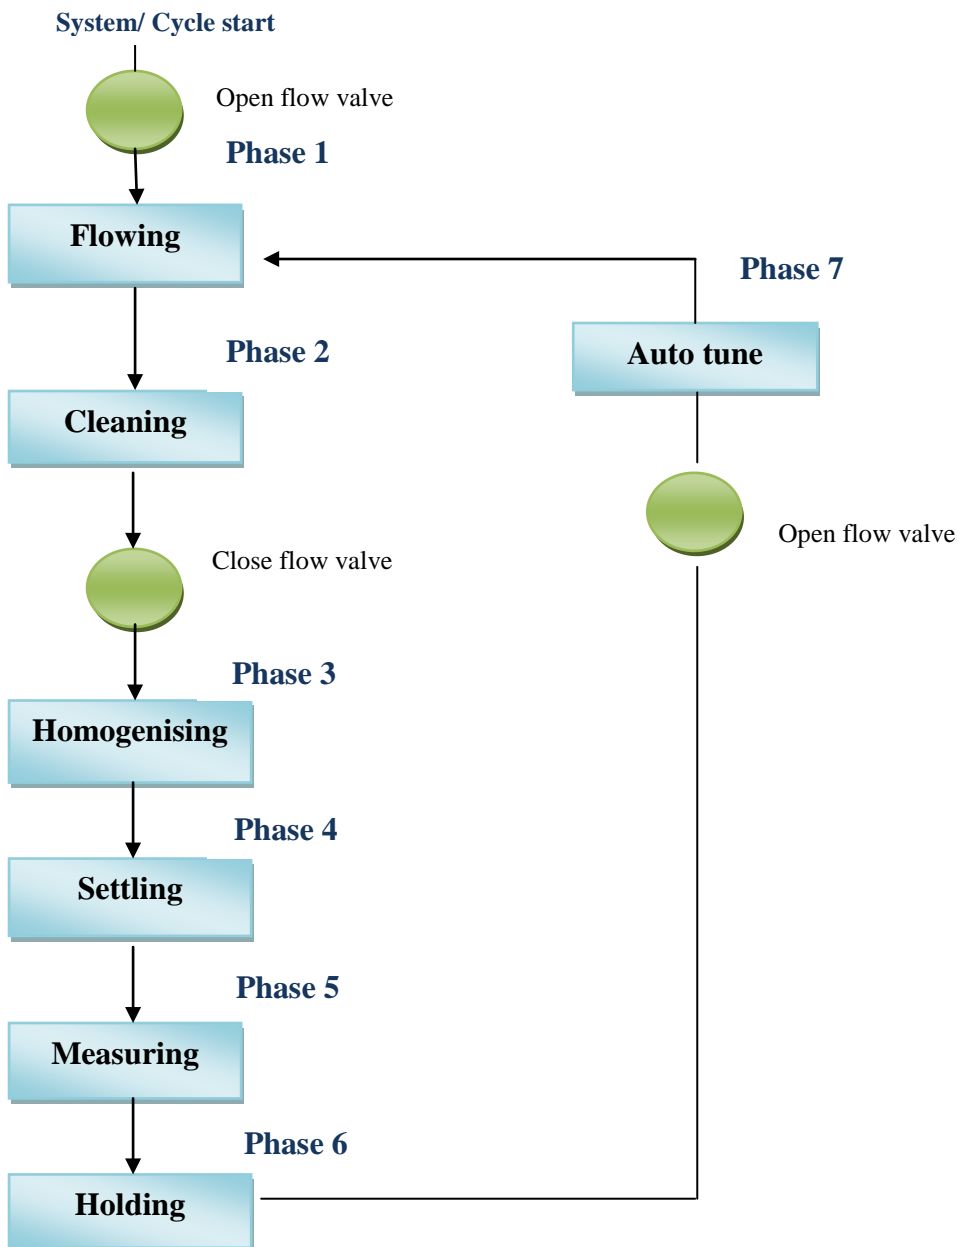 System/ Cycle start
Open flow valve
Phase 1
Flowing
Phase 7
Phase 2
Auto tune
Cleaning
Open flow valve
Close flow valve
Phase 3
Homogenising
Phase 4
Settling
Phase 5
Measuring
Phase 6
Holding